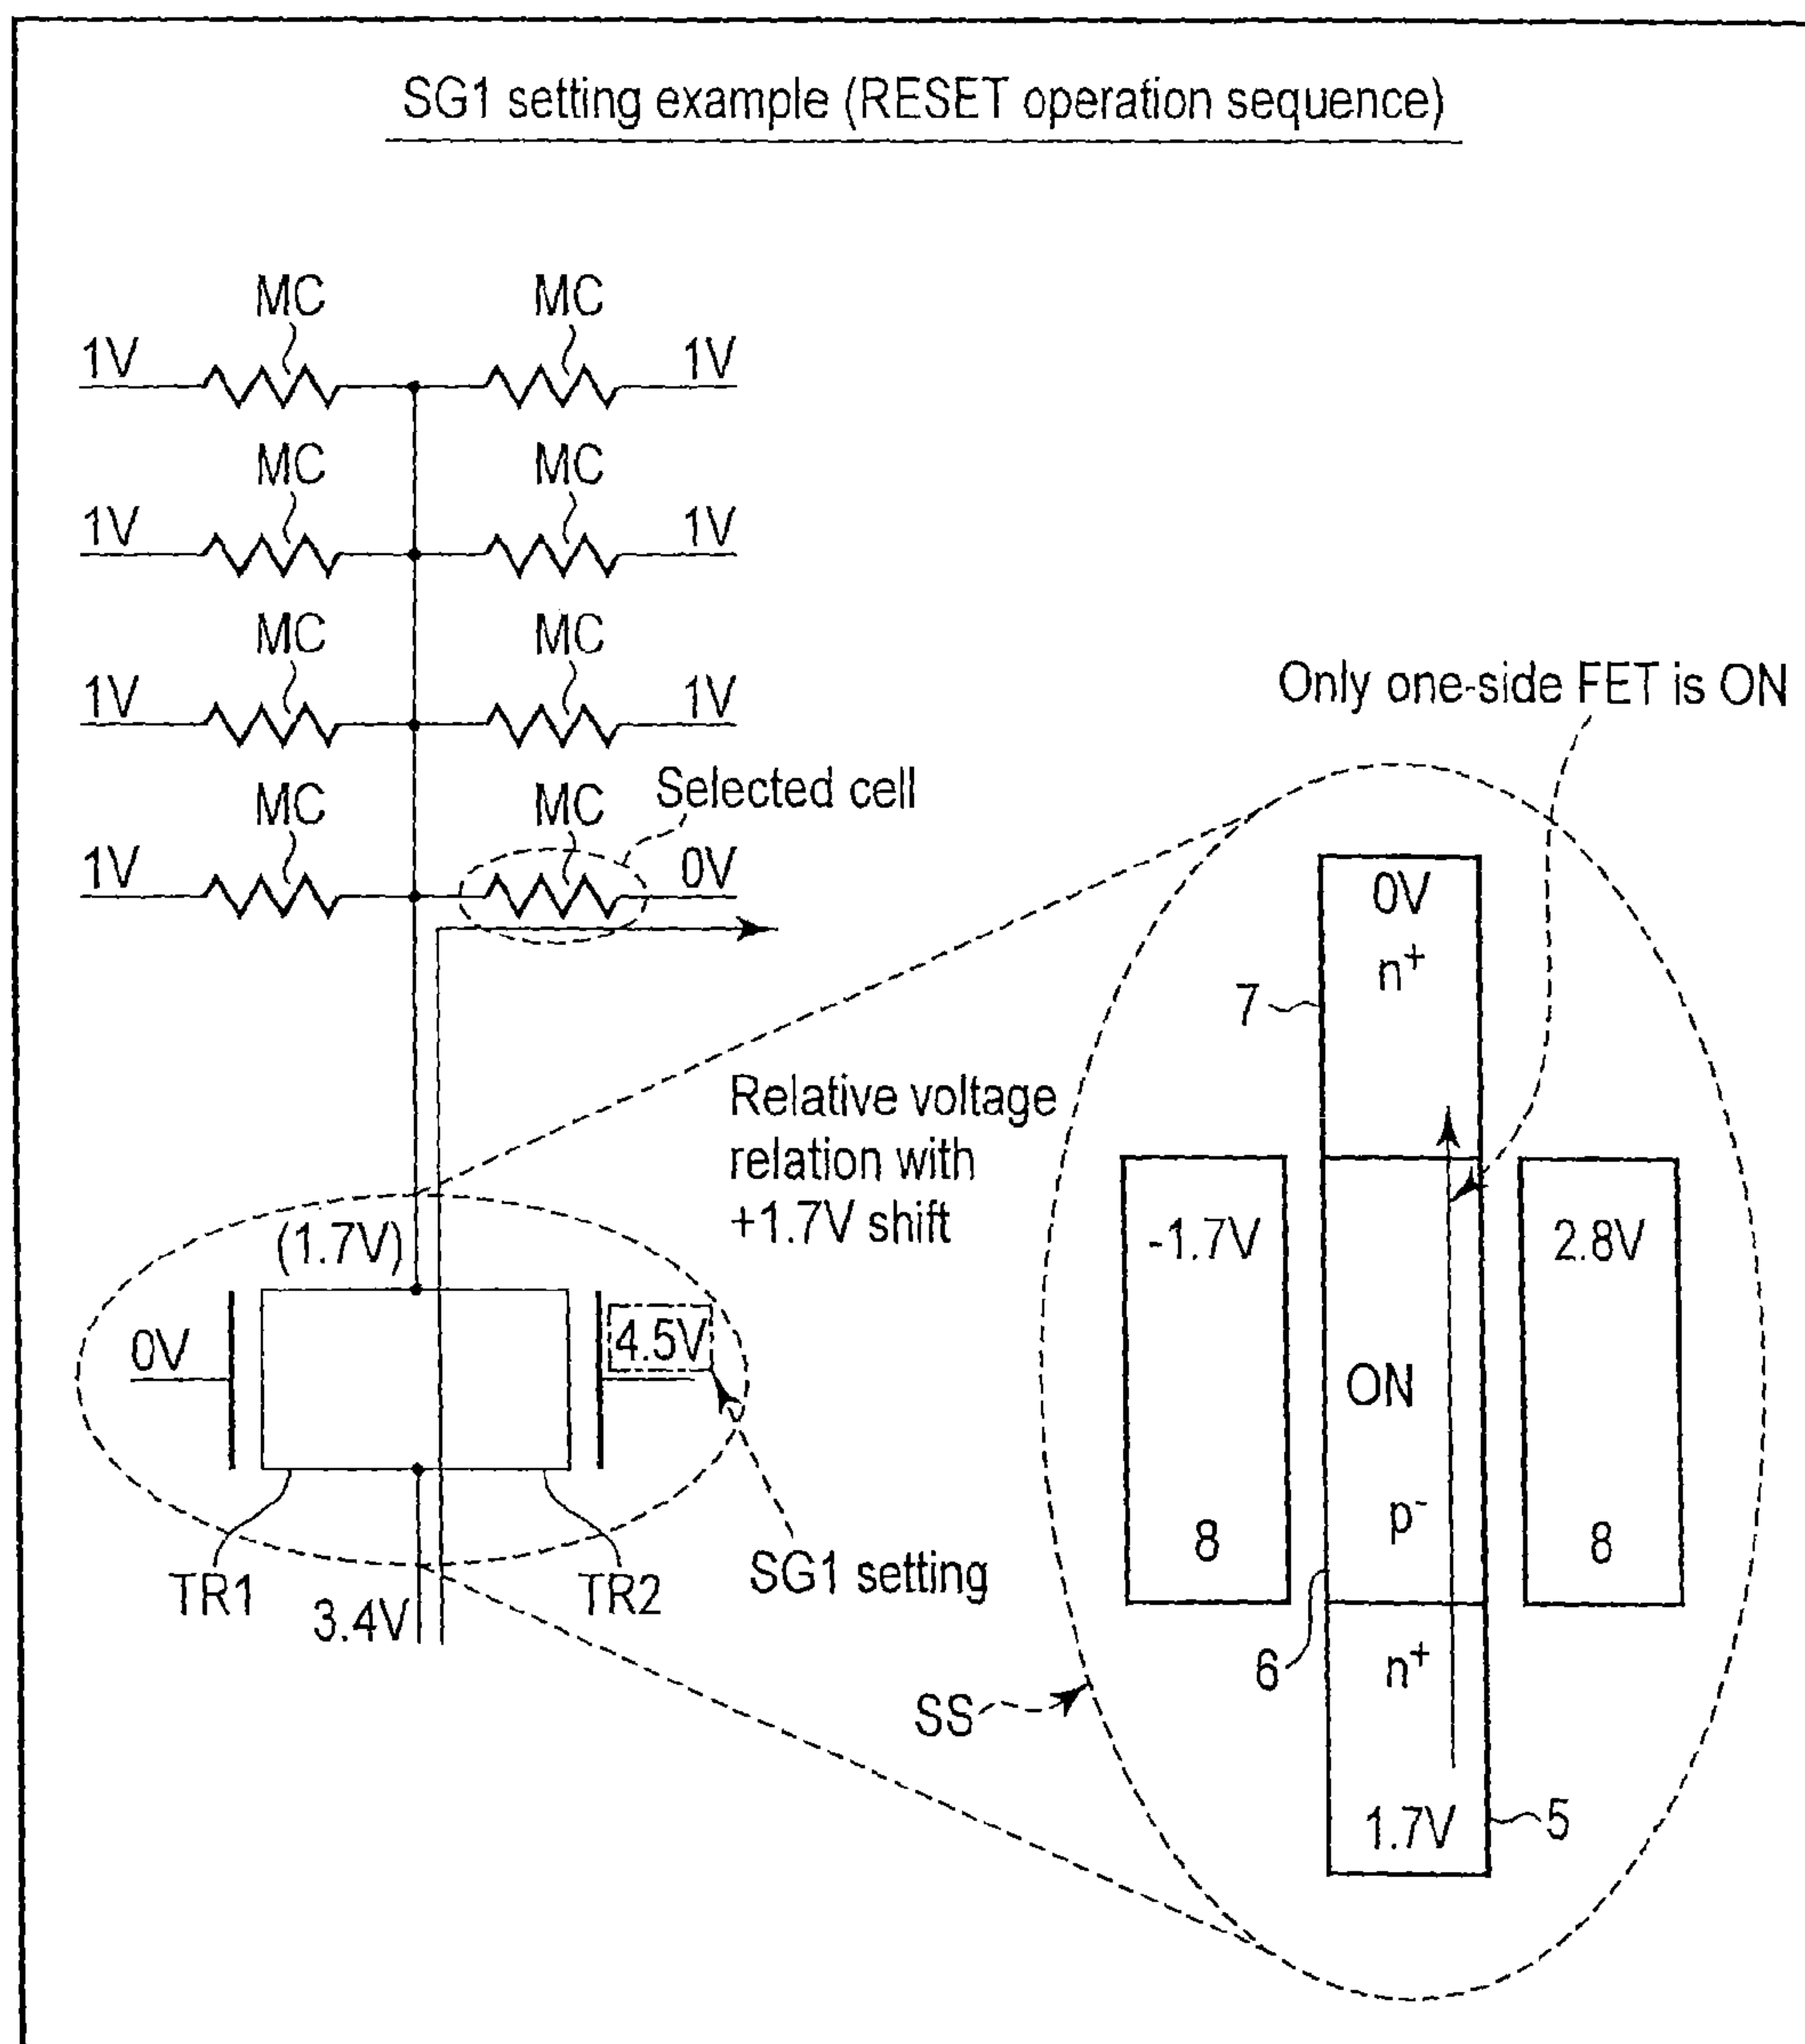 SG1 setting example (RESET operation sequence)
MC MC
1V 1V
MC MC
1V 1V
MC MC
1V 1V
Only one-side FET is ON
MC MC Selected cell
1V 0V
0V
n+
7
Relative voltage
relation with
+1.7V shift
(1.7V)
-1.7V 2.8V
0V 4.5V
ON
p-
8 8
TR1 TR2 SG1 setting
3.4V
6 n+
SS
1.7V 5